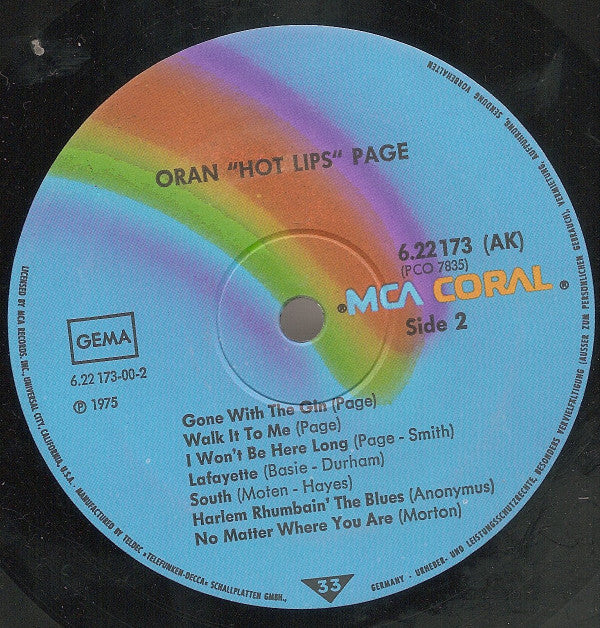 ORAN "HOT LIPS" PAGE
6.22173 (AK)
(PCO 7835)
®MCA CORAL®
Side 2
GEMA
6.22173-00-2
Ⓟ 1975
Gone With The Gin (Page)
Walk It To Me (Page)
I Won't Be Here Long (Page - Smith)
Lafayette (Basie - Durham)
South (Moten - Hayes)
Harlem Rhumbain' The Blues (Anonymus)
No Matter Where You Are (Morton)
33
LICENSED BY MCA RECORDS, INC., UNIVERSAL CITY, CALIFORNIA, U.S.A. · MANUFACTURED BY TELDEC »TELEFUNKEN-DECCA« SCHALLPLATTEN GMBH.,
GERMANY · URHEBER- UND LEISTUNGSSCHUTZRECHTE, BESONDERS VERVIELFÄLTIGUNG (AUSSER ZUM PERSÖNLICHEN GEBRAUCH), VERMIETUNG, AUFFÜHRUNG, SENDUNG VORBEHALTEN